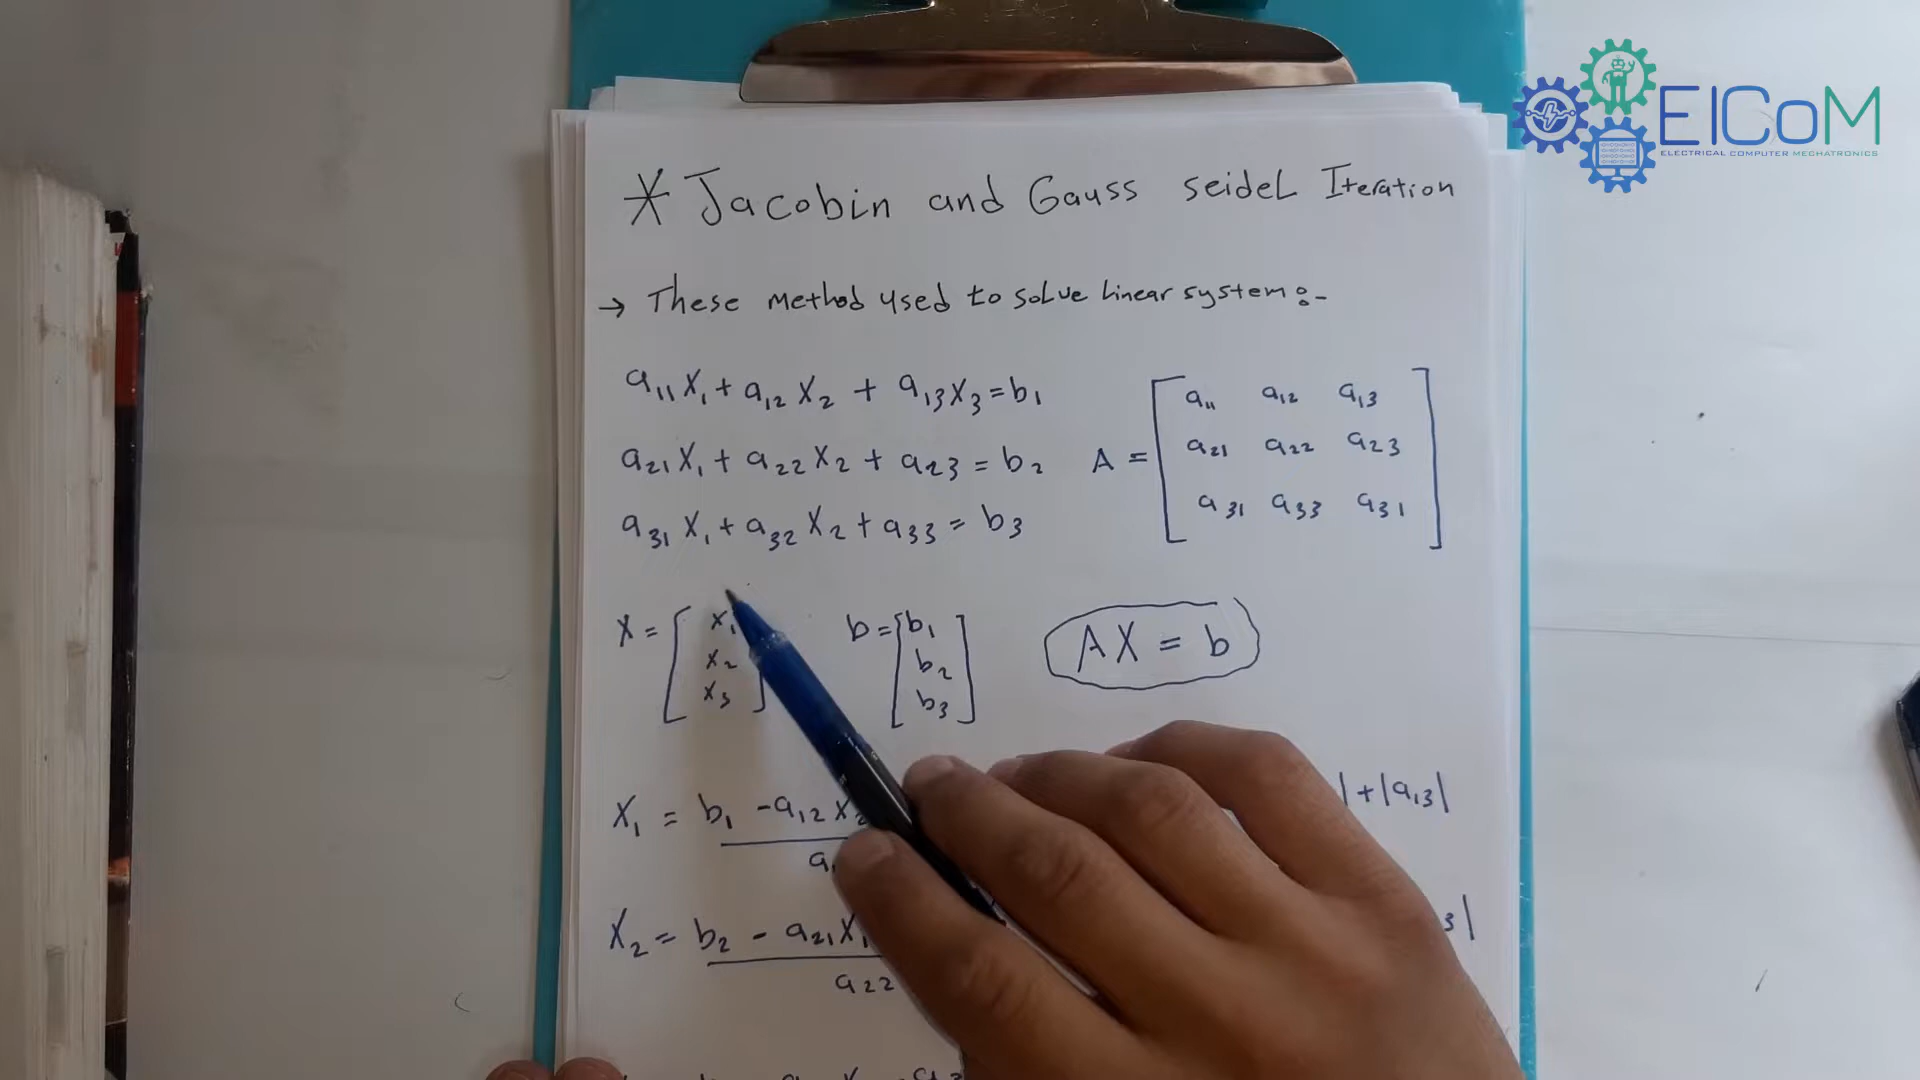 EICoM
ELECTRICAL COMPUTER MECHATRONICS
* Jacobin and Gauss seidel Iteration
→ These method used to solve linear system:-
a11 X1 + a12 X2 + a13 X3 = b1
a21 X1 + a22 X2 + a23 = b2
a31 X1 + a32 X2 + a33 = b3
A = [ a11 a12 a13
a21 a22 a23
a31 a33 a31 ]
X = [ x1
x2
x3 ]
b = [ b1
b2
b3 ]
AX = b
X1 = b1 - a12 X2
| + |a13|
X2 = b2 - a21 X1
a22
3|